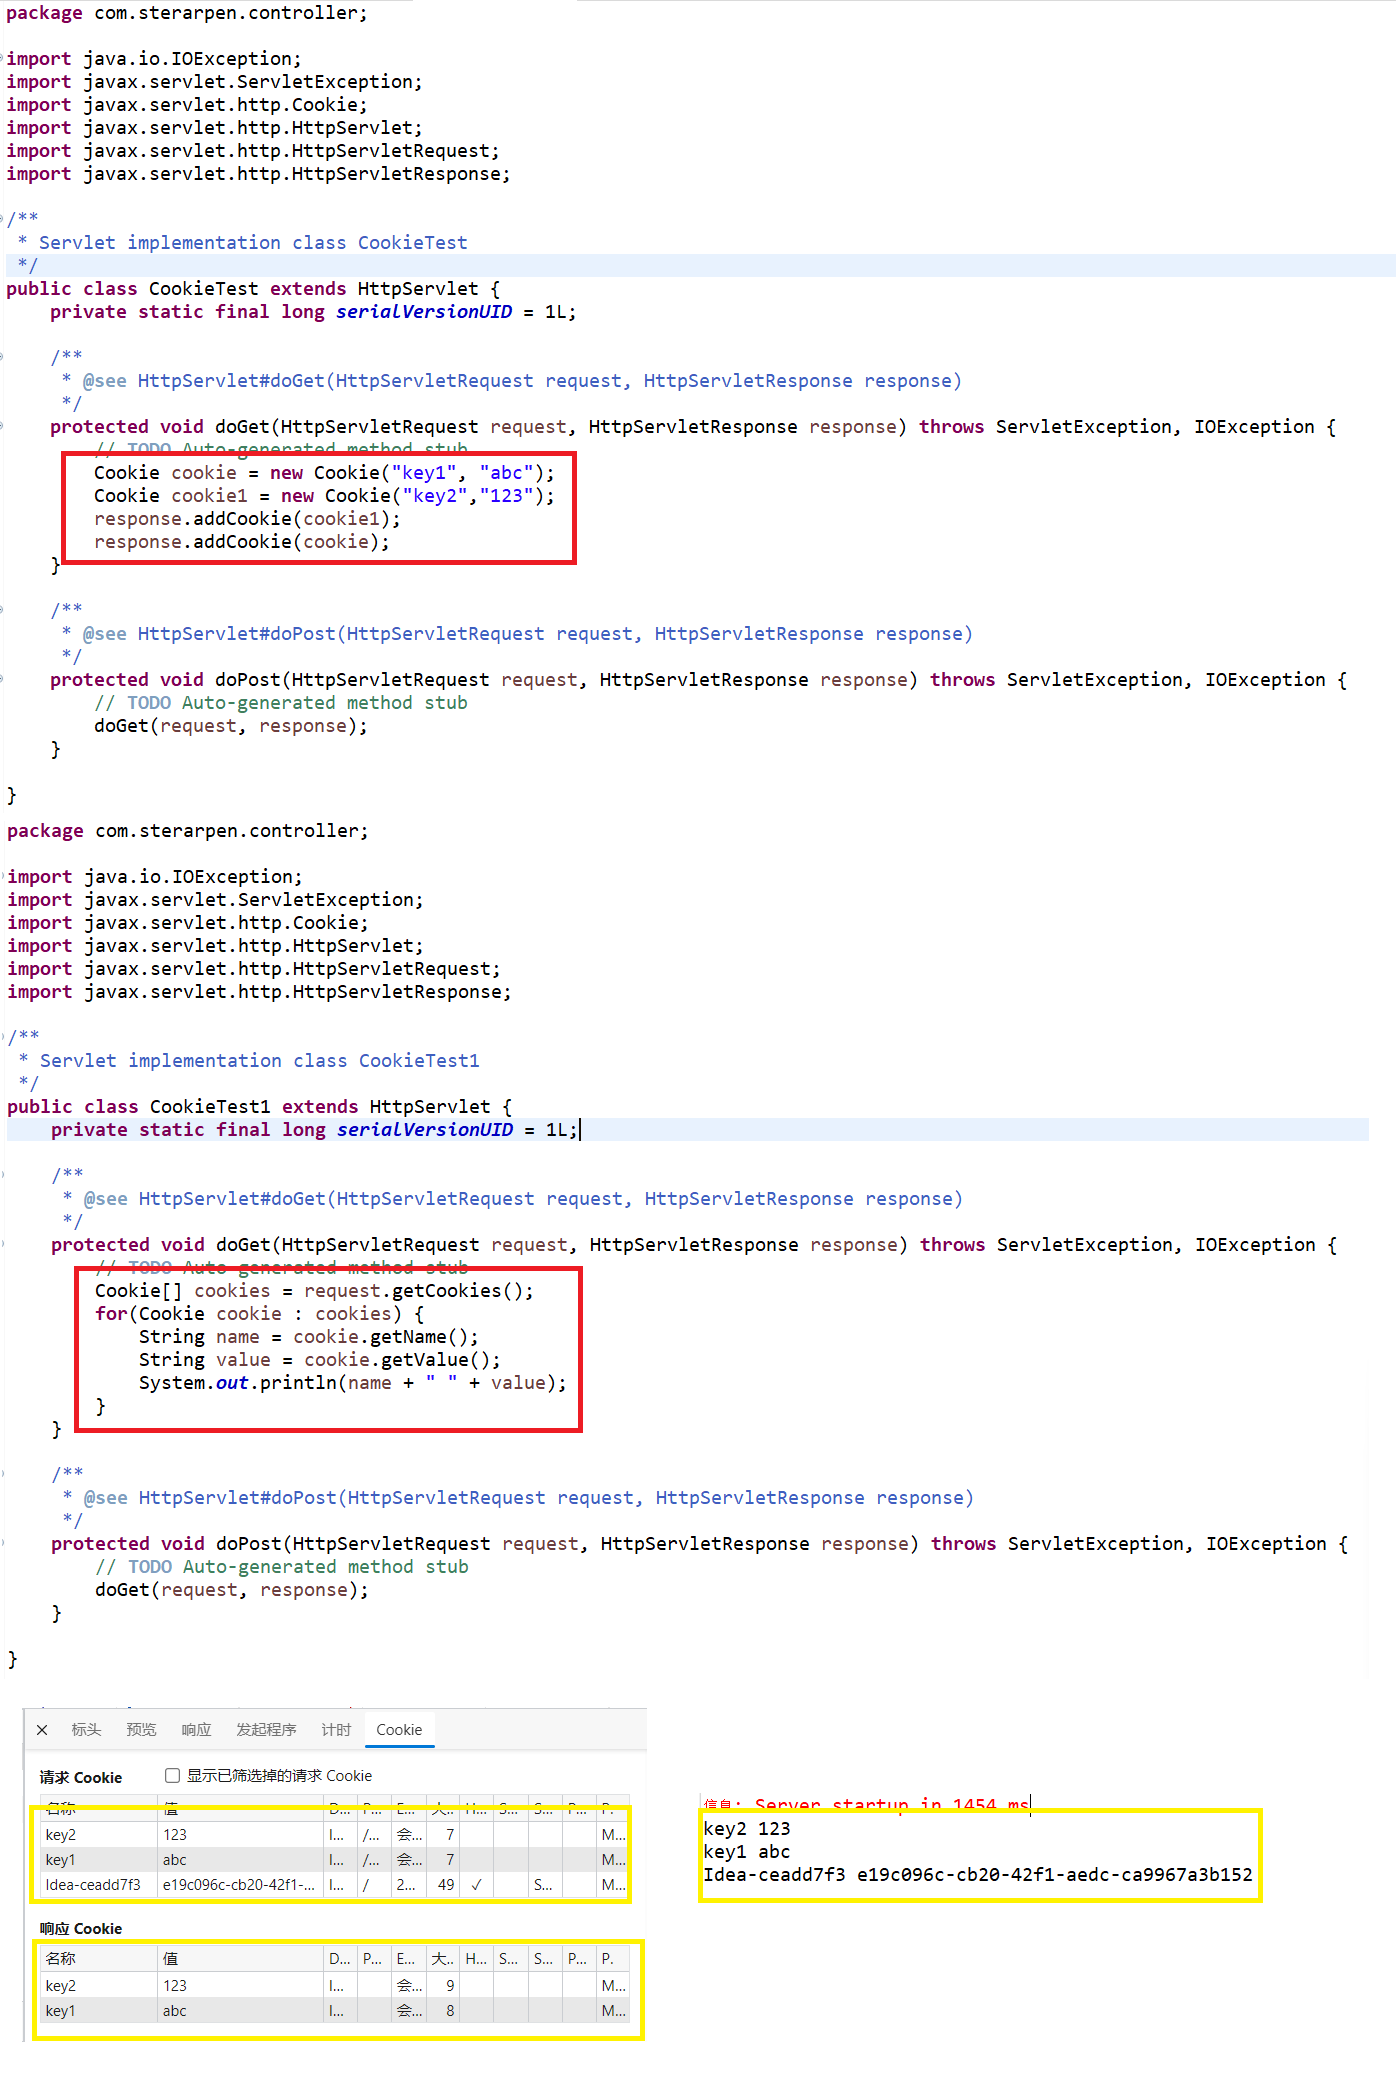 package com.sterarpen.controller;
import java.io.IOException;
import javax.servlet.ServletException;
import javax.servlet.http.Cookie;
import javax.servlet.http.HttpServlet;
import javax.servlet.http.HttpServletRequest;
import javax.servlet.http.HttpServletResponse;
/**
* Servlet implementation class CookieTest
*/
public class CookieTest extends HttpServlet {
private static final long serialVersionUID = 1L;
/**
* @see HttpServlet#doGet(HttpServletRequest request, HttpServletResponse response)
*/
protected void doGet(HttpServletRequest request, HttpServletResponse response) throws ServletException, IOException {
// TODO Auto-generated method stub
Cookie cookie = new Cookie("key1", "abc");
Cookie cookie1 = new Cookie("key2","123");
response.addCookie(cookie1);
response.addCookie(cookie);
}
/**
* @see HttpServlet#doPost(HttpServletRequest request, HttpServletResponse response)
*/
protected void doPost(HttpServletRequest request, HttpServletResponse response) throws ServletException, IOException {
// TODO Auto-generated method stub
doGet(request, response);
}
}
package com.sterarpen.controller;
import java.io.IOException;
import javax.servlet.ServletException;
import javax.servlet.http.Cookie;
import javax.servlet.http.HttpServlet;
import javax.servlet.http.HttpServletRequest;
import javax.servlet.http.HttpServletResponse;
/**
* Servlet implementation class CookieTest1
*/
public class CookieTest1 extends HttpServlet {
private static final long serialVersionUID = 1L;
/**
* @see HttpServlet#doGet(HttpServletRequest request, HttpServletResponse response)
*/
protected void doGet(HttpServletRequest request, HttpServletResponse response) throws ServletException, IOException {
// TODO Auto-generated method stub
Cookie[] cookies = request.getCookies();
for(Cookie cookie : cookies) {
String name = cookie.getName();
String value = cookie.getValue();
System.out.println(name + " " + value);
}
}
/**
* @see HttpServlet#doPost(HttpServletRequest request, HttpServletResponse response)
*/
protected void doPost(HttpServletRequest request, HttpServletResponse response) throws ServletException, IOException {
// TODO Auto-generated method stub
doGet(request, response);
}
}
× 标头 预览 响应 发起程序 计时 Cookie
请求 Cookie 显示已筛选掉的请求 Cookie
名称 值 D... P... E... 大.. H... S... S... P... P.
key2 123 l... /... 会... 7 M...
key1 abc l... /... 会... 7 M...
Idea-ceadd7f3 e19c096c-cb20-42f1-... l... / 2... 49 ✓ S... M...
响应 Cookie
名称 值 D... P... E... 大.. H... S... S... P... P.
key2 123 l... 会... 9 M...
key1 abc l... 会... 8 M...
信息: Server startup in 1454 ms
key2 123
key1 abc
Idea-ceadd7f3 e19c096c-cb20-42f1-aedc-ca9967a3b152